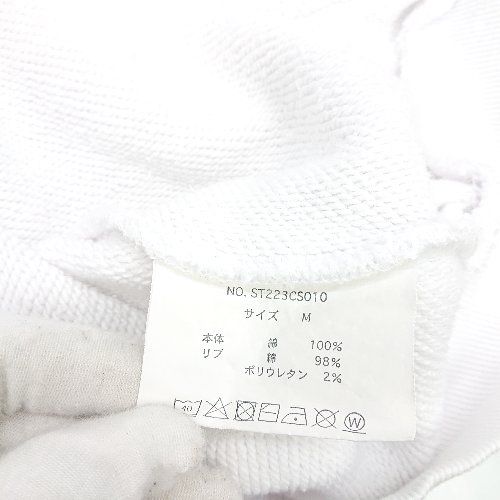 NO. ST223CS010
サイズ M
本体 綿 100%
リブ 綿 98%
ポリウレタン 2%
40
W